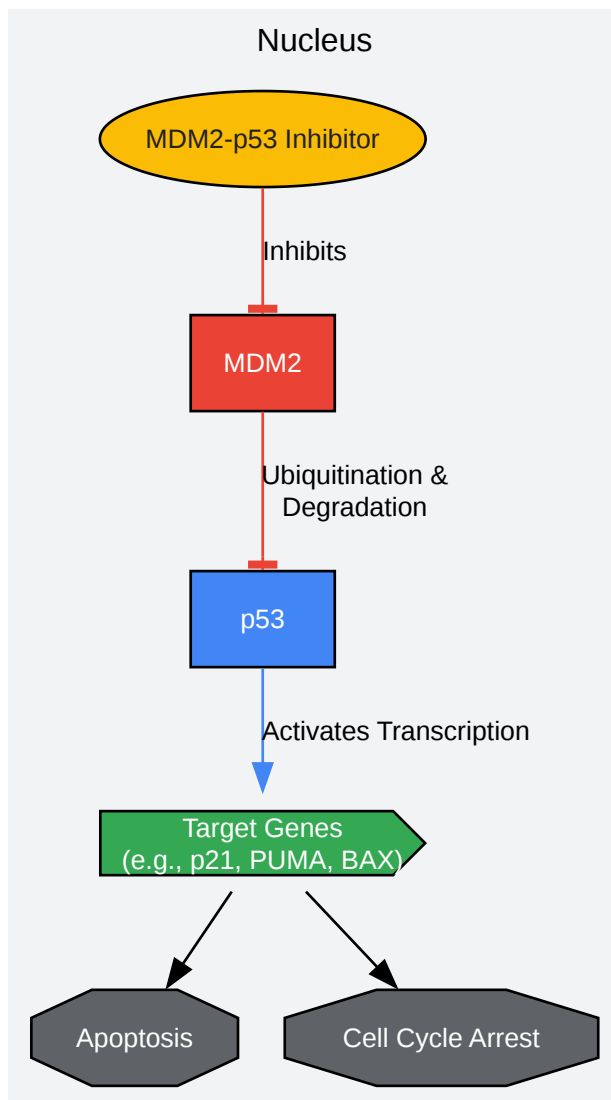 Nucleus
MDM2-p53 Inhibitor
Inhibits
MDM2
Ubiquitination &
Degradation
p53
Activates Transcription
Target Genes
(e.g., p21, PUMA, BAX)
Apoptosis
Cell Cycle Arrest